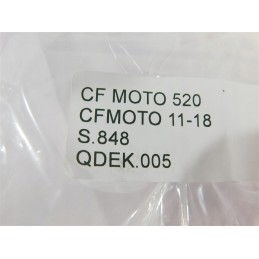 CF MOTO 520
CFMOTO 11-18
S.848
QDEK.005